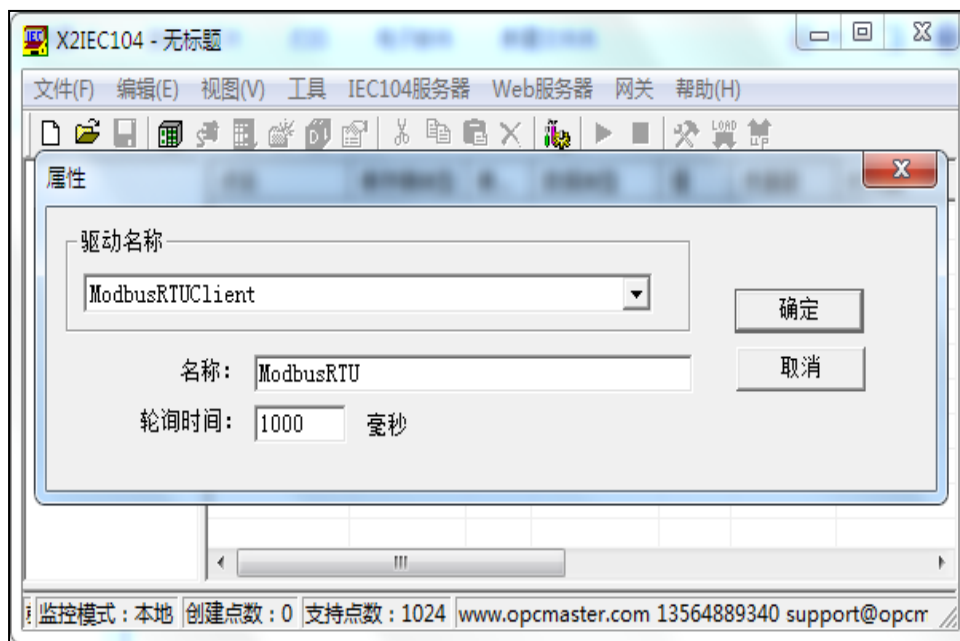 X2IEC104 - 无标题
文件(F) 编辑(E) 视图(V) 工具 IEC104服务器 Web服务器 网关 帮助(H)
LOAD
UP
属性
驱动名称
ModbusRTUClient
确定
名称: ModbusRTU
取消
轮询时间: 1000 毫秒
监控模式：本地 创建点数：0 支持点数：1024 www.opcmaster.com 13564889340 support@opcm